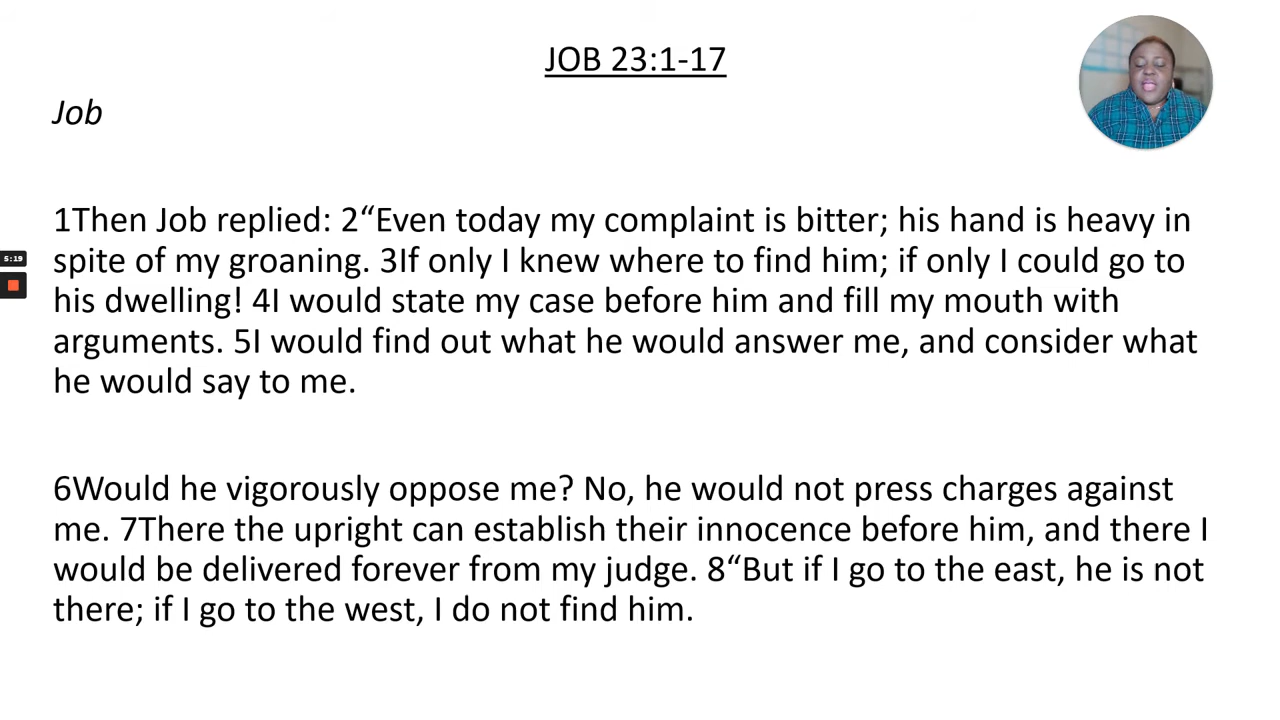 JOB 23:1-17
Job
1Then Job replied: 2“Even today my complaint is bitter; his hand is heavy in
spite of my groaning. 3If only I knew where to find him; if only I could go to
his dwelling! 4I would state my case before him and fill my mouth with
arguments. 5I would find out what he would answer me, and consider what
he would say to me.
6Would he vigorously oppose me? No, he would not press charges against
me. 7There the upright can establish their innocence before him, and there I
would be delivered forever from my judge. 8“But if I go to the east, he is not
there; if I go to the west, I do not find him.
5:19